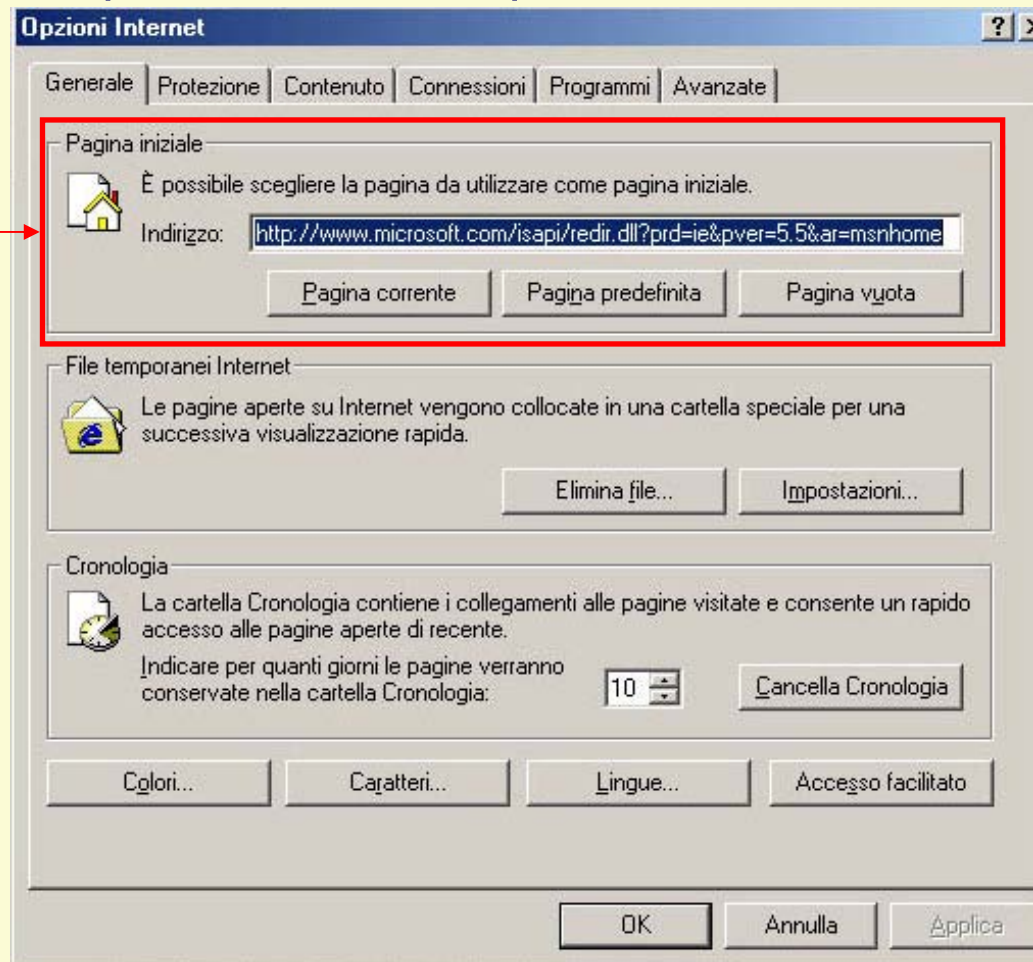 Opzioni Internet
Generale Protezione Contenuto Connessioni Programmi Avanzate
Pagina iniziale
È possibile scegliere la pagina da utilizzare come pagina iniziale.
Indirizzo: http://www.microsoft.com/isapi/redir.dll?prd=ie&pver=5.5&ar=msnhome
Pagina corrente Pagina predefinita Pagina vuota
File temporanei Internet
Le pagine aperte su Internet vengono collocate in una cartella speciale per una
successiva visualizzazione rapida.
Elimina file... Impostazioni...
Cronologia
La cartella Cronologia contiene i collegamenti alle pagine visitate e consente un rapido
accesso alle pagine aperte di recente.
Indicare per quanti giorni le pagine verranno
conservate nella cartella Cronologia: 10 Cancella Cronologia
Colori... Caratteri... Lingue... Accesso facilitato
OK Annulla Applica